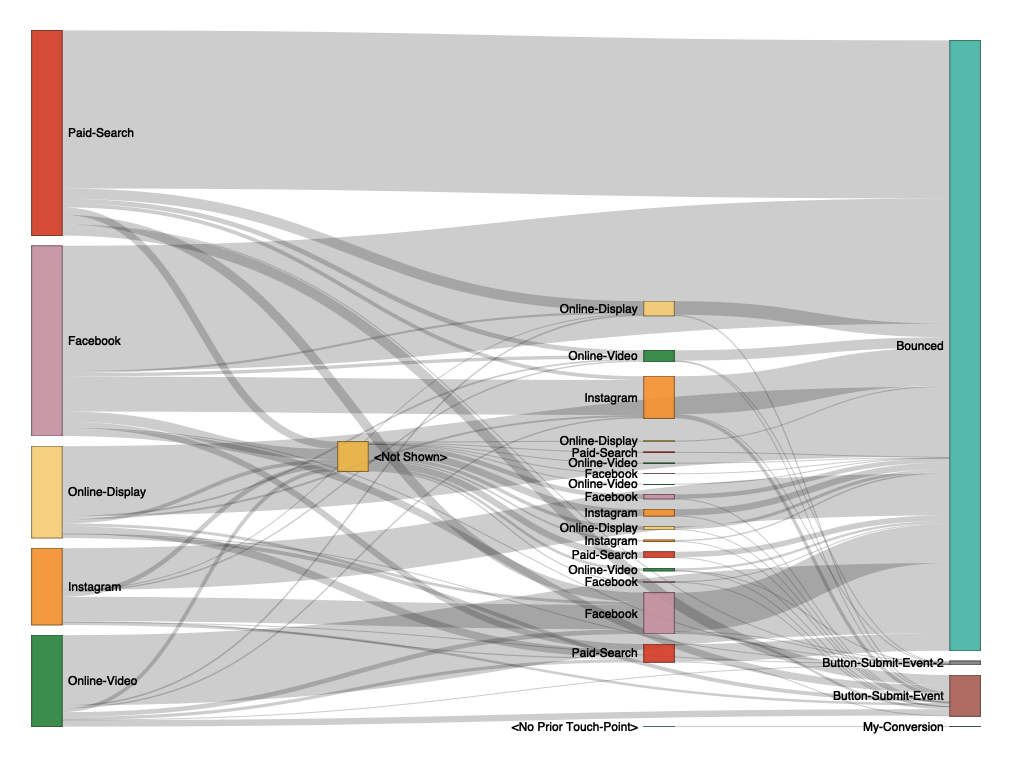 Paid-Search
Facebook
Online-Display
Instagram
Online-Video
<Not Shown>
Online-Display
Online-Video
Instagram
Online-Display
Paid-Search
Online-Video
Facebook
Online-Video
Facebook
Instagram
Online-Display
Instagram
Paid-Search
Online-Video
Facebook
Facebook
Paid-Search
<No Prior Touch-Point>
Bounced
Button-Submit-Event-2
Button-Submit-Event
My-Conversion